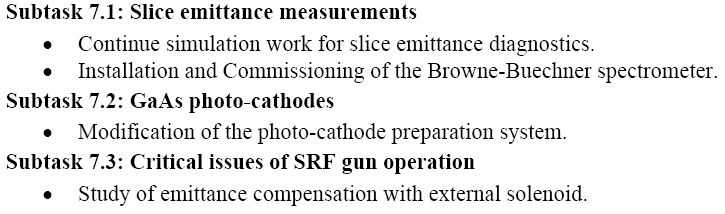 Subtask 7.1: Slice emittance measurements
• Continue simulation work for slice emittance diagnostics.
• Installation and Commissioning of the Browne-Buechner spectrometer.
Subtask 7.2: GaAs photo-cathodes
• Modification of the photo-cathode preparation system.
Subtask 7.3: Critical issues of SRF gun operation
• Study of emittance compensation with external solenoid.